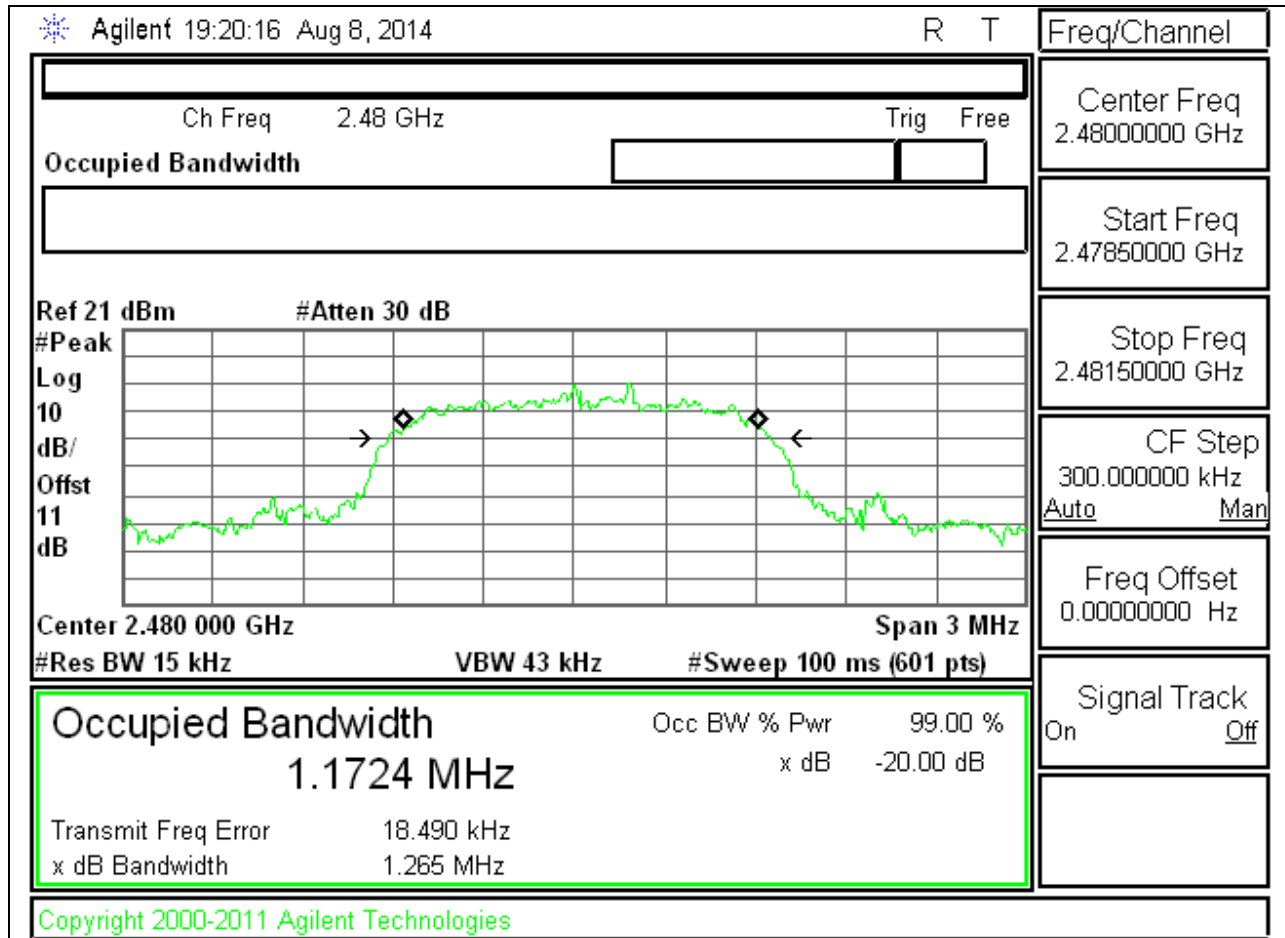 Agilent 19:20:16 Aug 8, 2014 R T
Ch Freq 2.48 GHz Trig Free
Occupied Bandwidth
Ref 21 dBm #Atten 30 dB
#Peak
Log
10
dB/
Offst
11
dB
Center 2.480 000 GHz Span 3 MHz
#Res BW 15 kHz VBW 43 kHz #Sweep 100 ms (601 pts)
Occupied Bandwidth
1.1724 MHz
Occ BW % Pwr 99.00 %
x dB -20.00 dB
Transmit Freq Error 18.490 kHz
x dB Bandwidth 1.265 MHz
Copyright 2000-2011 Agilent Technologies
Freq/Channel
Center Freq
2.48000000 GHz
Start Freq
2.47850000 GHz
Stop Freq
2.48150000 GHz
CF Step
300.000000 kHz
Auto Man
Freq Offset
0.00000000 Hz
Signal Track
On Off